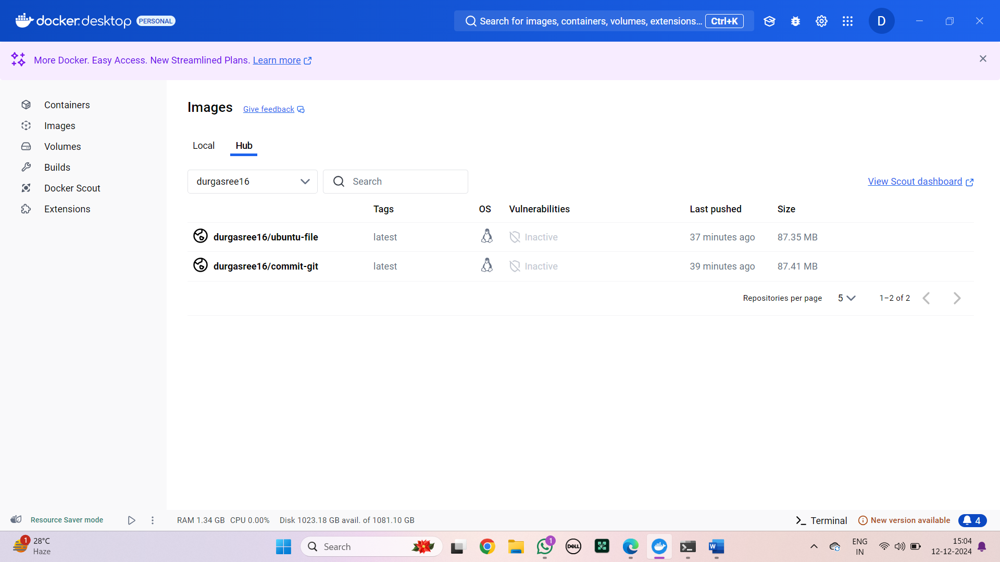 docker desktop PERSONAL
Search for images, containers, volumes, extensions... Ctrl+K
D
More Docker. Easy Access. New Streamlined Plans. Learn more
Containers
Images
Volumes
Builds
Docker Scout
Extensions
Images Give feedback
Local Hub
durgasree16 Search View Scout dashboard
Tags OS Vulnerabilities Last pushed Size
durgasree16/ubuntu-file latest Inactive 37 minutes ago 87.35 MB
durgasree16/commit-git latest Inactive 39 minutes ago 87.41 MB
Repositories per page 5 1–2 of 2
Resource Saver mode RAM 1.34 GB CPU 0.00% Disk 1023.18 GB avail. of 1081.10 GB Terminal New version available 4
1 28°C
Haze
Search
1
DELL
W
ENG
IN
15:04
12-12-2024